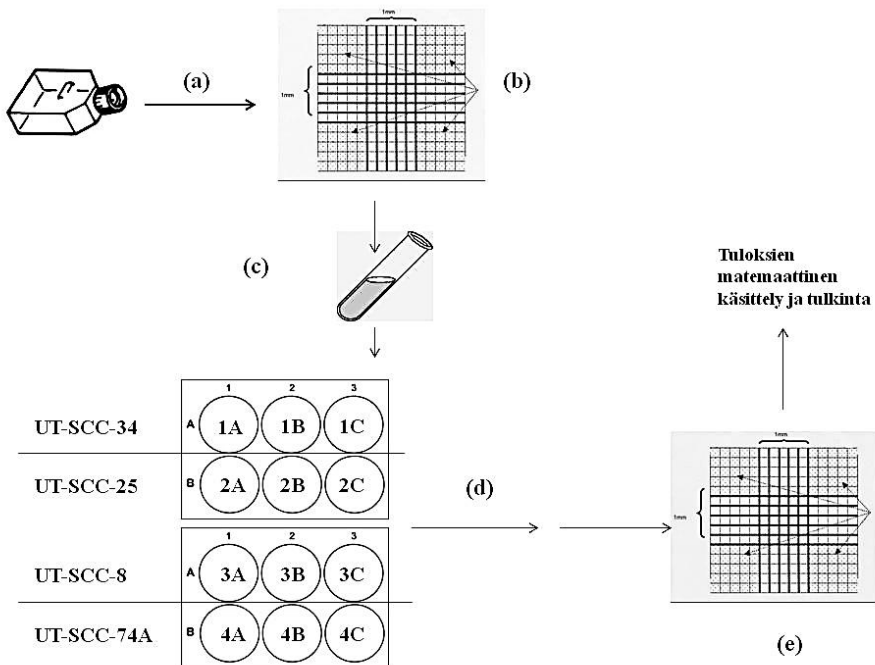 1mm
(a)
(b)
1mm
(c)
Tuloksien
matemaattinen
käsittely ja tulkinta
1 2 3
UT-SCC-34 A 1A 1B 1C
UT-SCC-25 B 2A 2B 2C
(d)
1 2 3
UT-SCC-8 A 3A 3B 3C
UT-SCC-74A B 4A 4B 4C
1mm
1mm
(e)